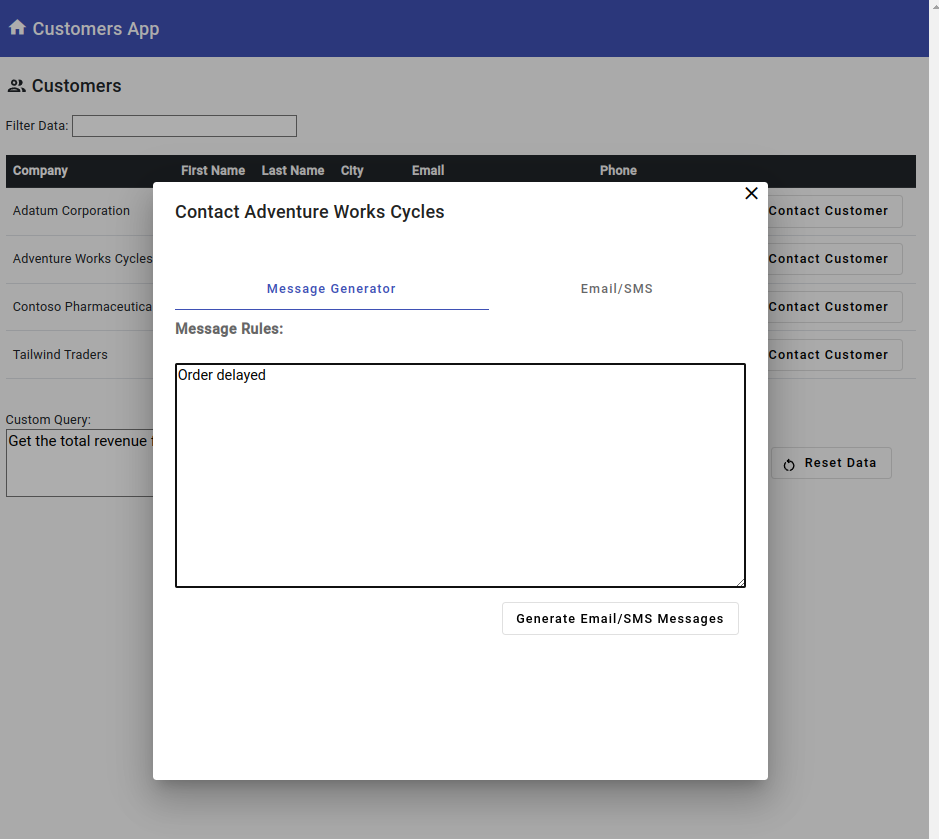 Customers App
Customers
Filter Data:
Company First Name Last Name City Email Phone
Contact Adventure Works Cycles
Adatum Corporation Contact Customer
Adventure Works Cycles Contact Customer
Message Generator Email/SMS
Contoso Pharmaceutica Contact Customer
Message Rules:
Tailwind Traders Contact Customer
Order delayed
Custom Query:
Get the total revenue
Reset Data
Generate Email/SMS Messages